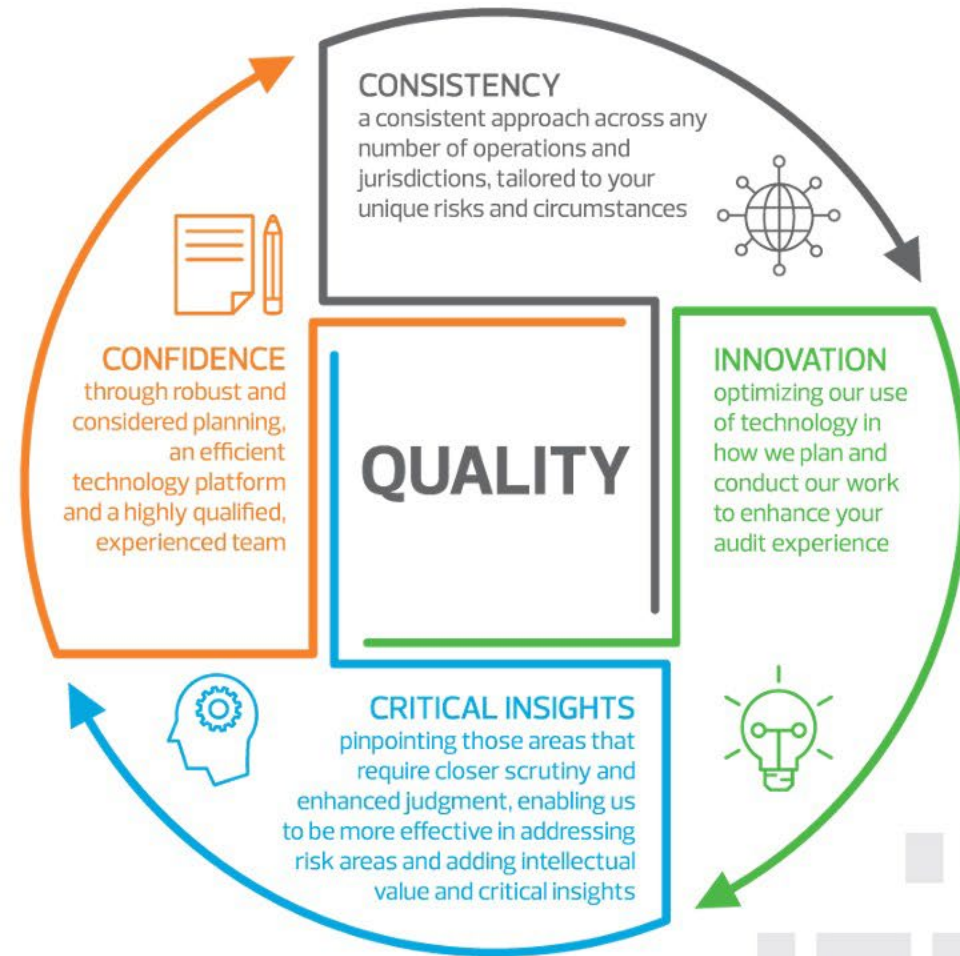 CONSISTENCY
a consistent approach across any
number of operations and
jurisdictions, tailored to your
unique risks and circumstances
CONFIDENCE
through robust and
considered planning,
an efficient
technology platform
and a highly qualified,
experienced team
QUALITY
INNOVATION
optimizing our use
of technology in
how we plan and
conduct our work
to enhance your
audit experience
CRITICAL INSIGHTS
pinpointing those areas that
require closer scrutiny and
enhanced judgment, enabling us
to be more effective in addressing
risk areas and adding intellectual
value and critical insights